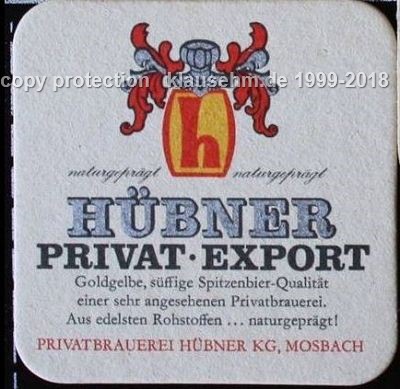 copy protection klausehm.de 1999-2018
h
naturgeprägt naturgeprägt
HÜBNER
PRIVAT·EXPORT
Goldgelbe, süffige Spitzenbier-Qualität
einer sehr angesehenen Privatbrauerei.
Aus edelsten Rohstoffen ... naturgeprägt!
PRIVATBRAUEREI HÜBNER KG, MOSBACH